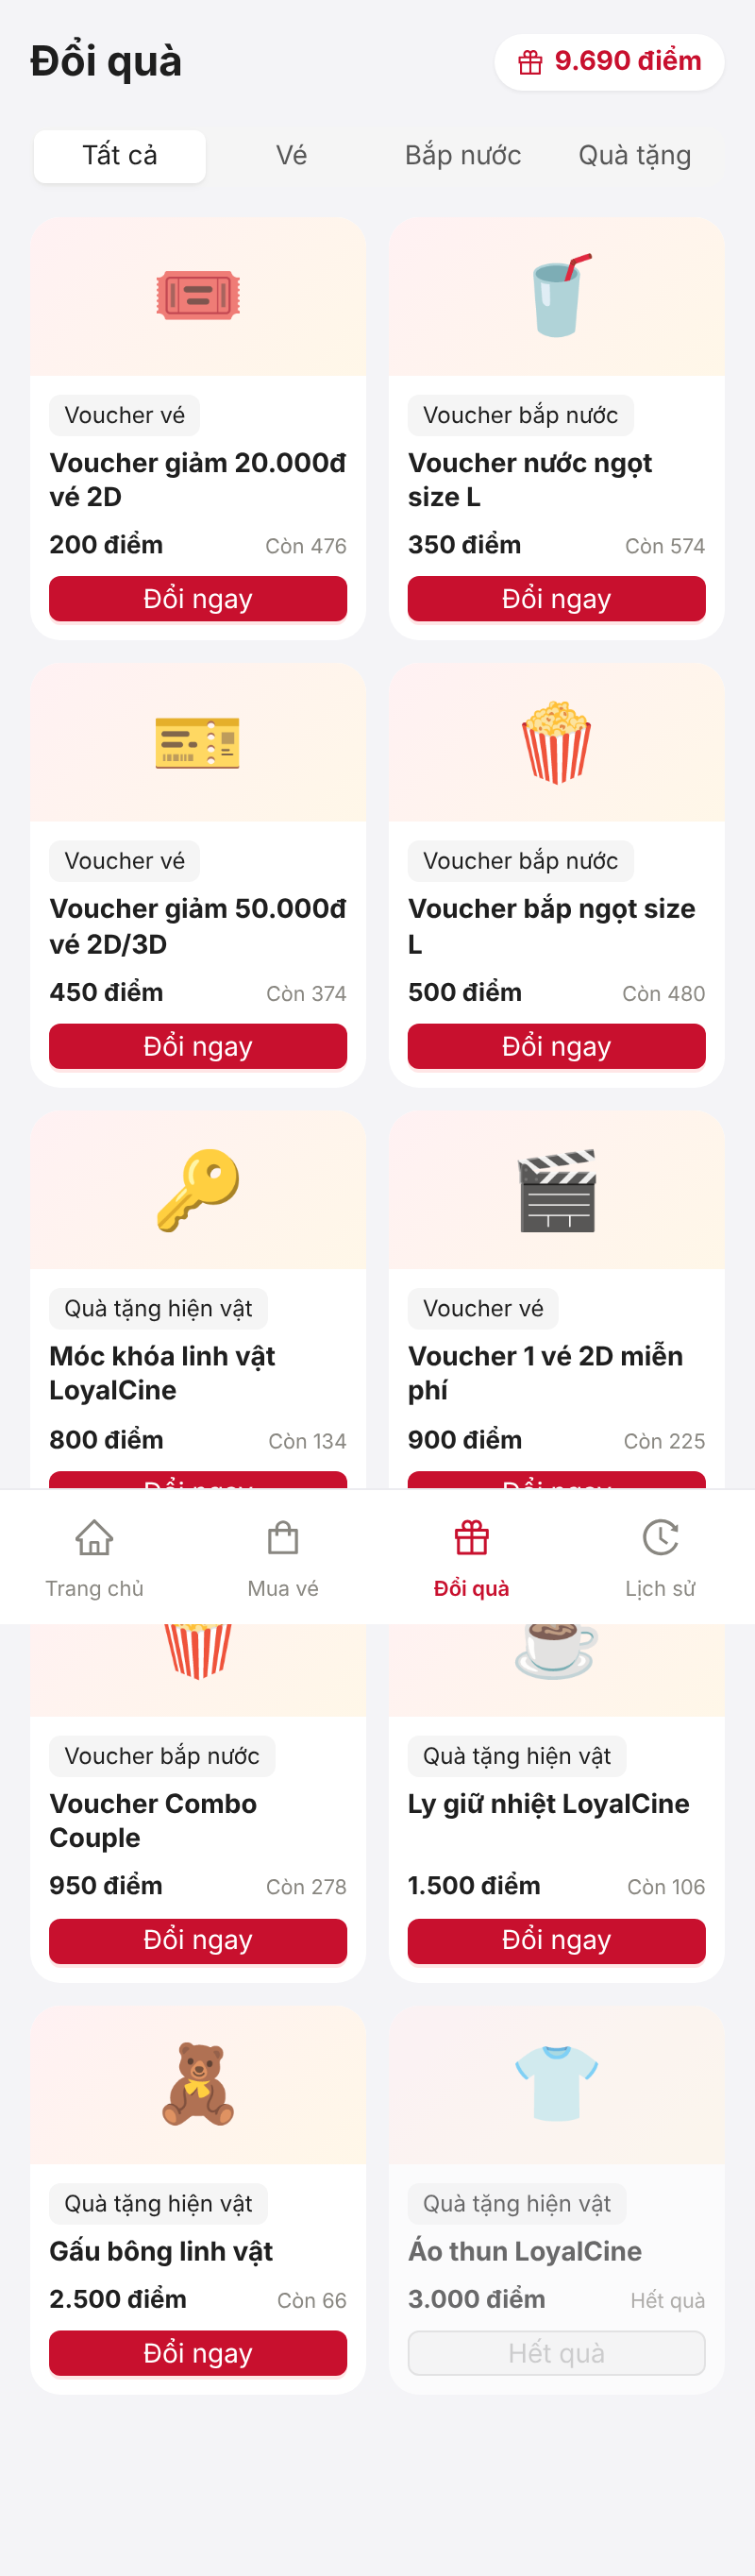 Đổi quà
9.690 điểm
Tất cả
Vé
Bắp nước
Quà tặng
Voucher vé
Voucher giảm 20.000đ
vé 2D
200 điểm
Còn 476
Đổi ngay
Voucher bắp nước
Voucher nước ngọt
size L
350 điểm
Còn 574
Đổi ngay
Voucher vé
Voucher giảm 50.000đ
vé 2D/3D
450 điểm
Còn 374
Đổi ngay
Voucher bắp nước
Voucher bắp ngọt size
L
500 điểm
Còn 480
Đổi ngay
Quà tặng hiện vật
Móc khóa linh vật
LoyalCine
800 điểm
Còn 134
Voucher vé
Voucher 1 vé 2D miễn
phí
900 điểm
Còn 225
Trang chủ
Mua vé
Đổi quà
Lịch sử
Voucher bắp nước
Voucher Combo
Couple
950 điểm
Còn 278
Đổi ngay
Quà tặng hiện vật
Ly giữ nhiệt LoyalCine
1.500 điểm
Còn 106
Đổi ngay
Quà tặng hiện vật
Gấu bông linh vật
2.500 điểm
Còn 66
Đổi ngay
Quà tặng hiện vật
Áo thun LoyalCine
3.000 điểm
Hết quà
Hết quà